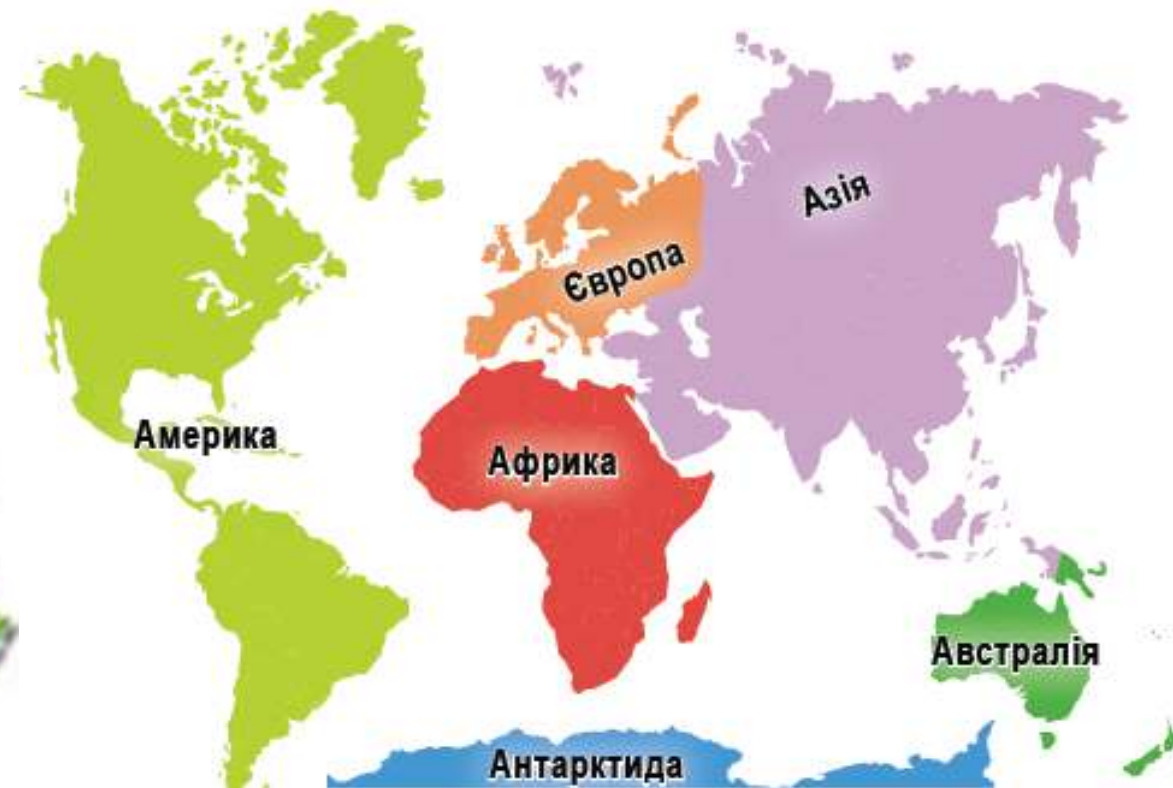 Азія
Європа
Америка
Африка
Австралія
Антарктида